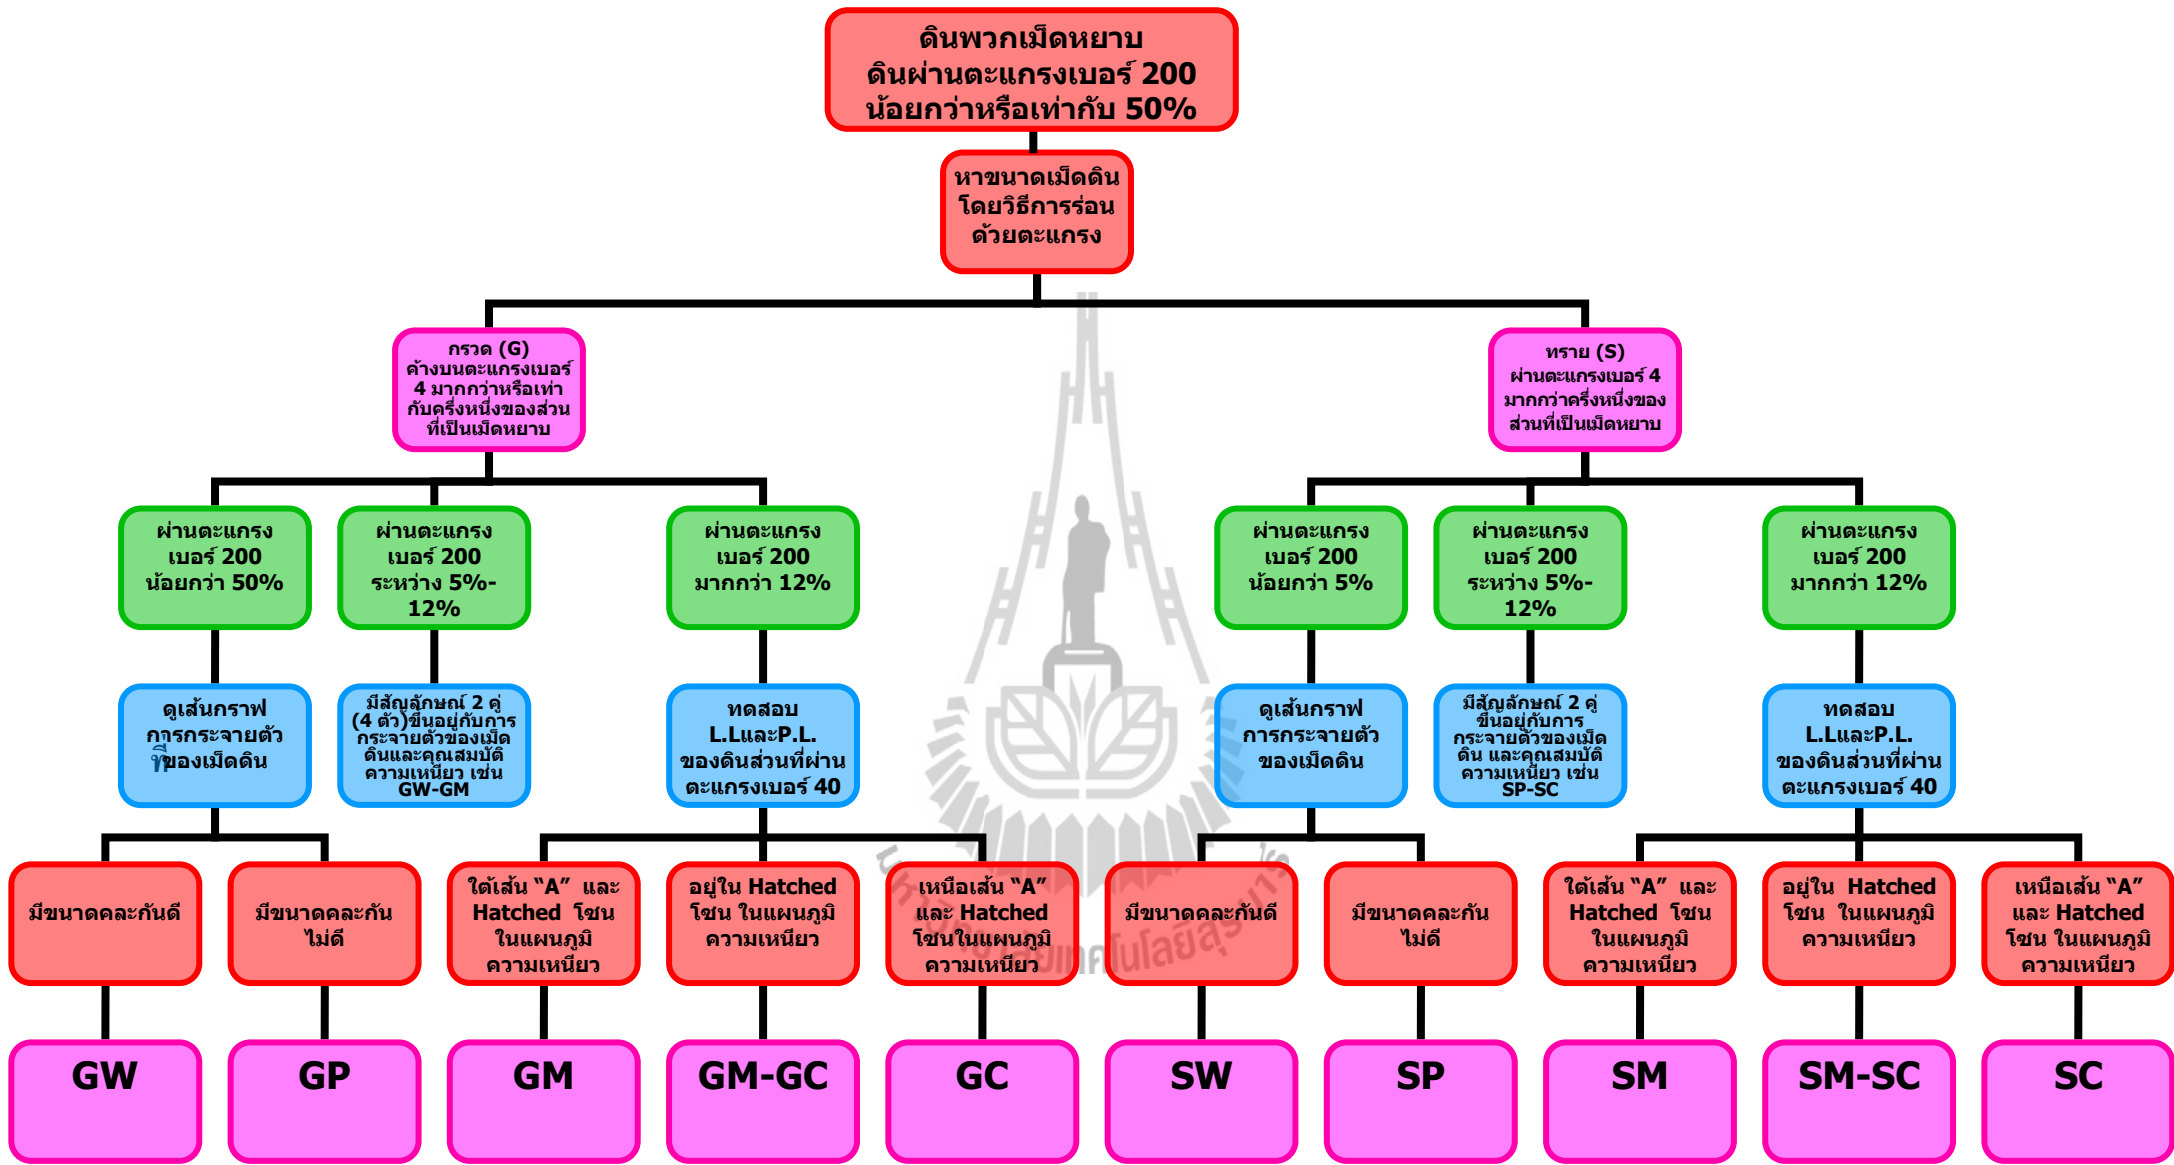 ดินพวกเม็ดหยาบ
ดินผ่านตะแกรงเบอร์ 200
น้อยกว่าหรือเท่ากับ 50%
หาขนาดเม็ดดิน
โดยวิธีการร่อน
ด้วยตะแกรง
กรวด (G)
ค้างบนตะแกรงเบอร์
4 มากกว่าหรือเท่า
กับครึ่งหนึ่งของส่วน
ที่เป็นเม็ดหยาบ
ทราย (S)
ผ่านตะแกรงเบอร์ 4
มากกว่าครึ่งหนึ่งของ
ส่วนที่เป็นเม็ดหยาบ
ผ่านตะแกรง
เบอร์ 200
น้อยกว่า 50%
ผ่านตะแกรง
เบอร์ 200
ระหว่าง 5%-
12%
ผ่านตะแกรง
เบอร์ 200
มากกว่า 12%
ผ่านตะแกรง
เบอร์ 200
น้อยกว่า 5%
ผ่านตะแกรง
เบอร์ 200
ระหว่าง 5%-
12%
ผ่านตะแกรง
เบอร์ 200
มากกว่า 12%
ดูเส้นกราฟ
การกระจายตัว
ที่ของเม็ดดิน
มีสัญลักษณ์ 2 คู่
(4 ตัว)ขึ้นอยู่กับการ
กระจายตัวของเม็ด
ดินและคุณสมบัติ
ความเหนียว เช่น
GW-GM
ทดสอบ
L.LและP.L.
ของดินส่วนที่ผ่าน
ตะแกรงเบอร์ 40
ดูเส้นกราฟ
การกระจายตัว
ของเม็ดดิน
มีสัญลักษณ์ 2 คู่
ขึ้นอยู่กับการ
กระจายตัวของเม็ด
ดิน และคุณสมบัติ
ความเหนียว เช่น
SP-SC
ทดสอบ
L.LและP.L.
ของดินส่วนที่ผ่าน
ตะแกรงเบอร์ 40
มีขนาดคละกันดี
มีขนาดคละกัน
ไม่ดี
ใต้เส้น “A” และ
Hatched โซน
ในแผนภูมิ
ความเหนียว
อยู่ใน Hatched
โซน ในแผนภูมิ
ความเหนียว
เหนือเส้น “A”
และ Hatched
โซนในแผนภูมิ
ความเหนียว
มีขนาดคละกันดี
มีขนาดคละกัน
ไม่ดี
ใต้เส้น “A” และ
Hatched โซน
ในแผนภูมิ
ความเหนียว
อยู่ใน Hatched
โซน ในแผนภูมิ
ความเหนียว
เหนือเส้น “A”
และ Hatched
โซน ในแผนภูมิ
ความเหนียว
GW
GP
GM
GM-GC
GC
SW
SP
SM
SM-SC
SC
มหาวิทยาลัยเทคโนโลยีสุรนารี